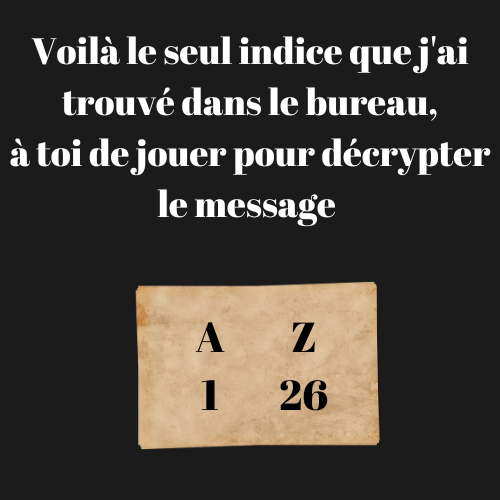 Voilà le seul indice que j'ai
trouvé dans le bureau,
à toi de jouer pour décrypter
le message
A Z
1 26